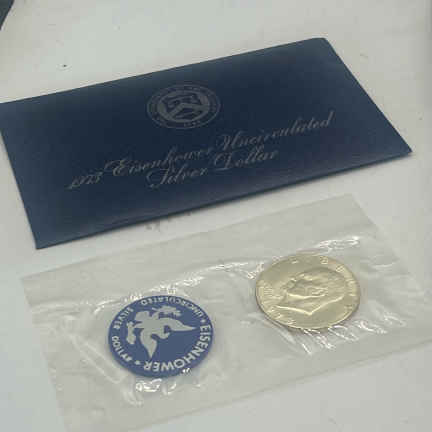 1973 Eisenhower Uncirculated
Silver Dollar
EISENHOWER
UNCIRCULATED SILVER
DOLLAR